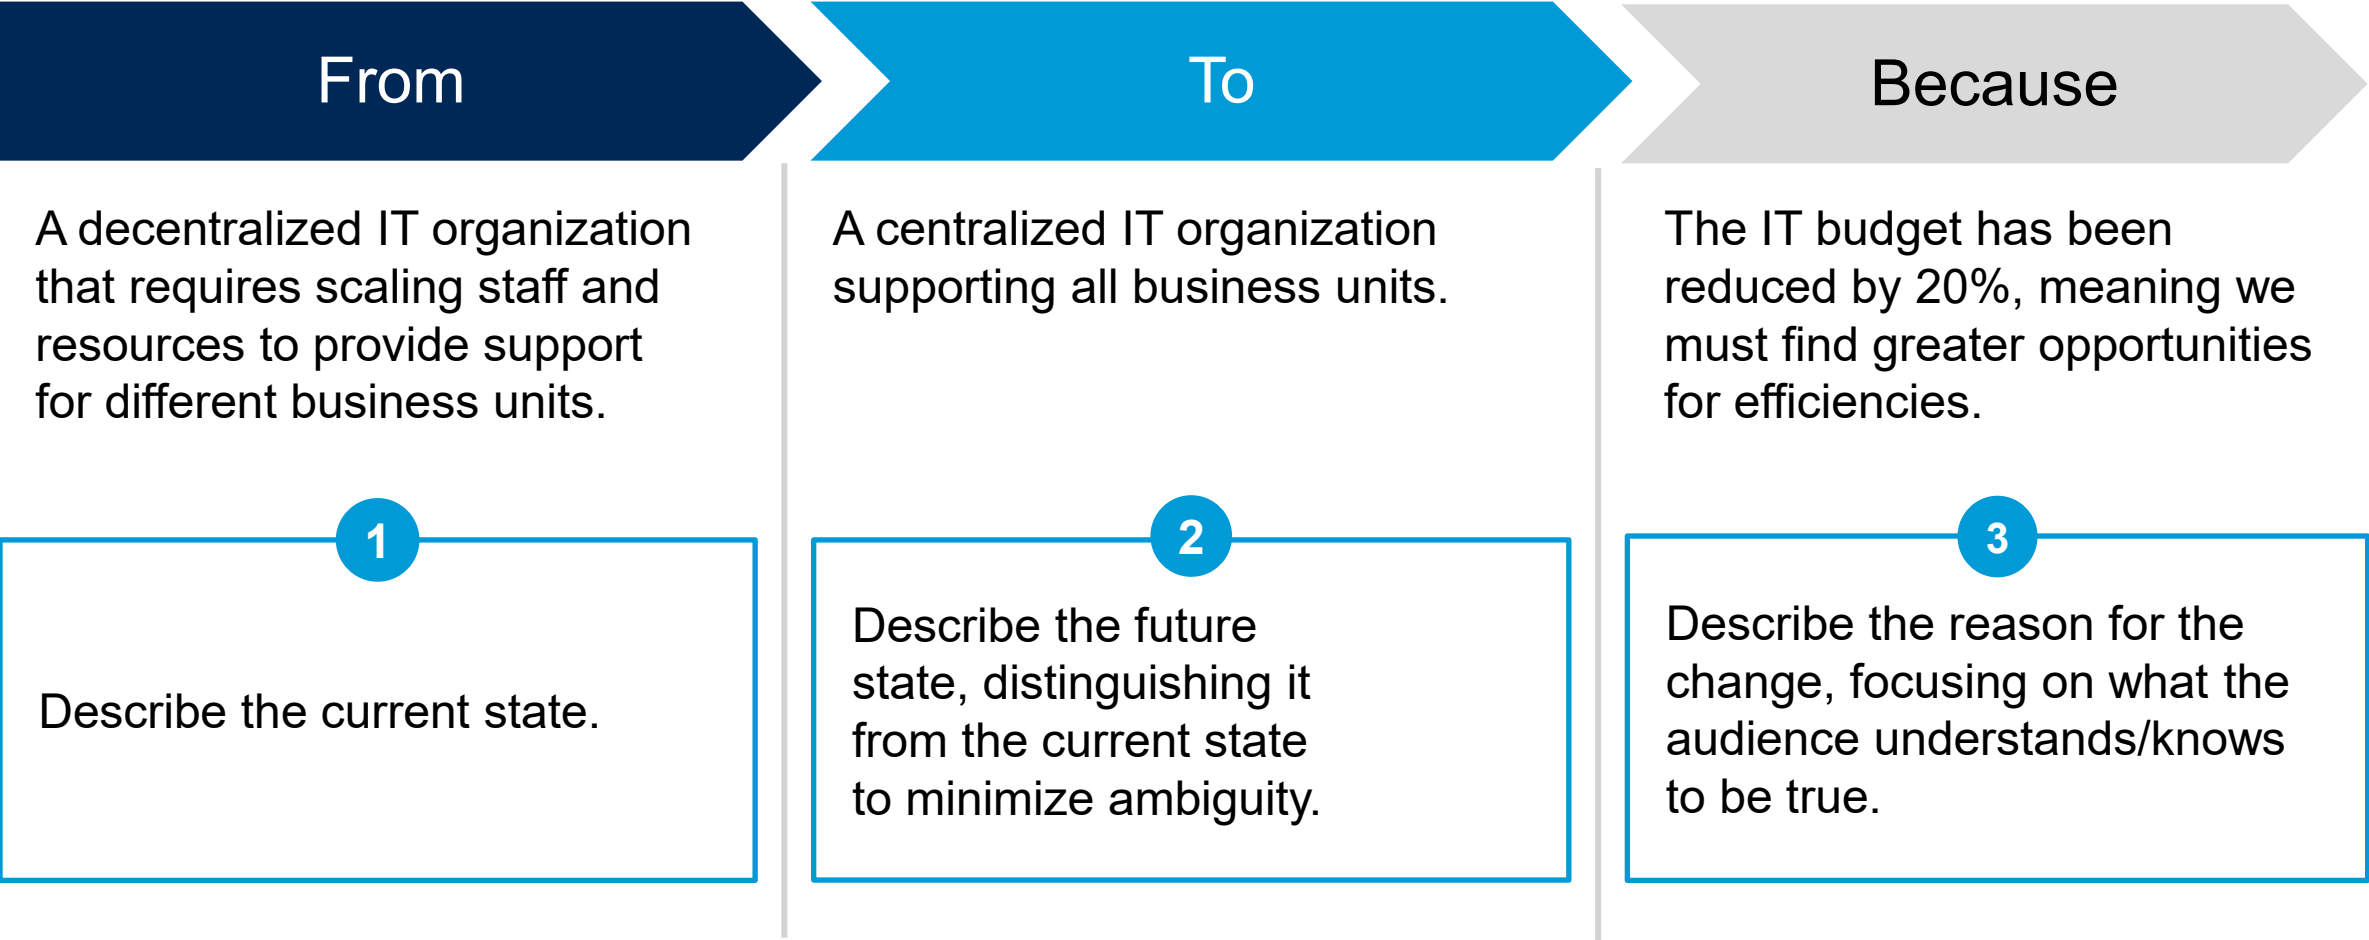 From
To
Because
A decentralized IT organization
that requires scaling staff and
resources to provide support
for different business units.
A centralized IT organization
supporting all business units.
The IT budget has been
reduced by 20%, meaning we
must find greater opportunities
for efficiencies.
1
Describe the current state.
2
Describe the future
state, distinguishing it
from the current state
to minimize ambiguity.
3
Describe the reason for the
change, focusing on what the
audience understands/knows
to be true.